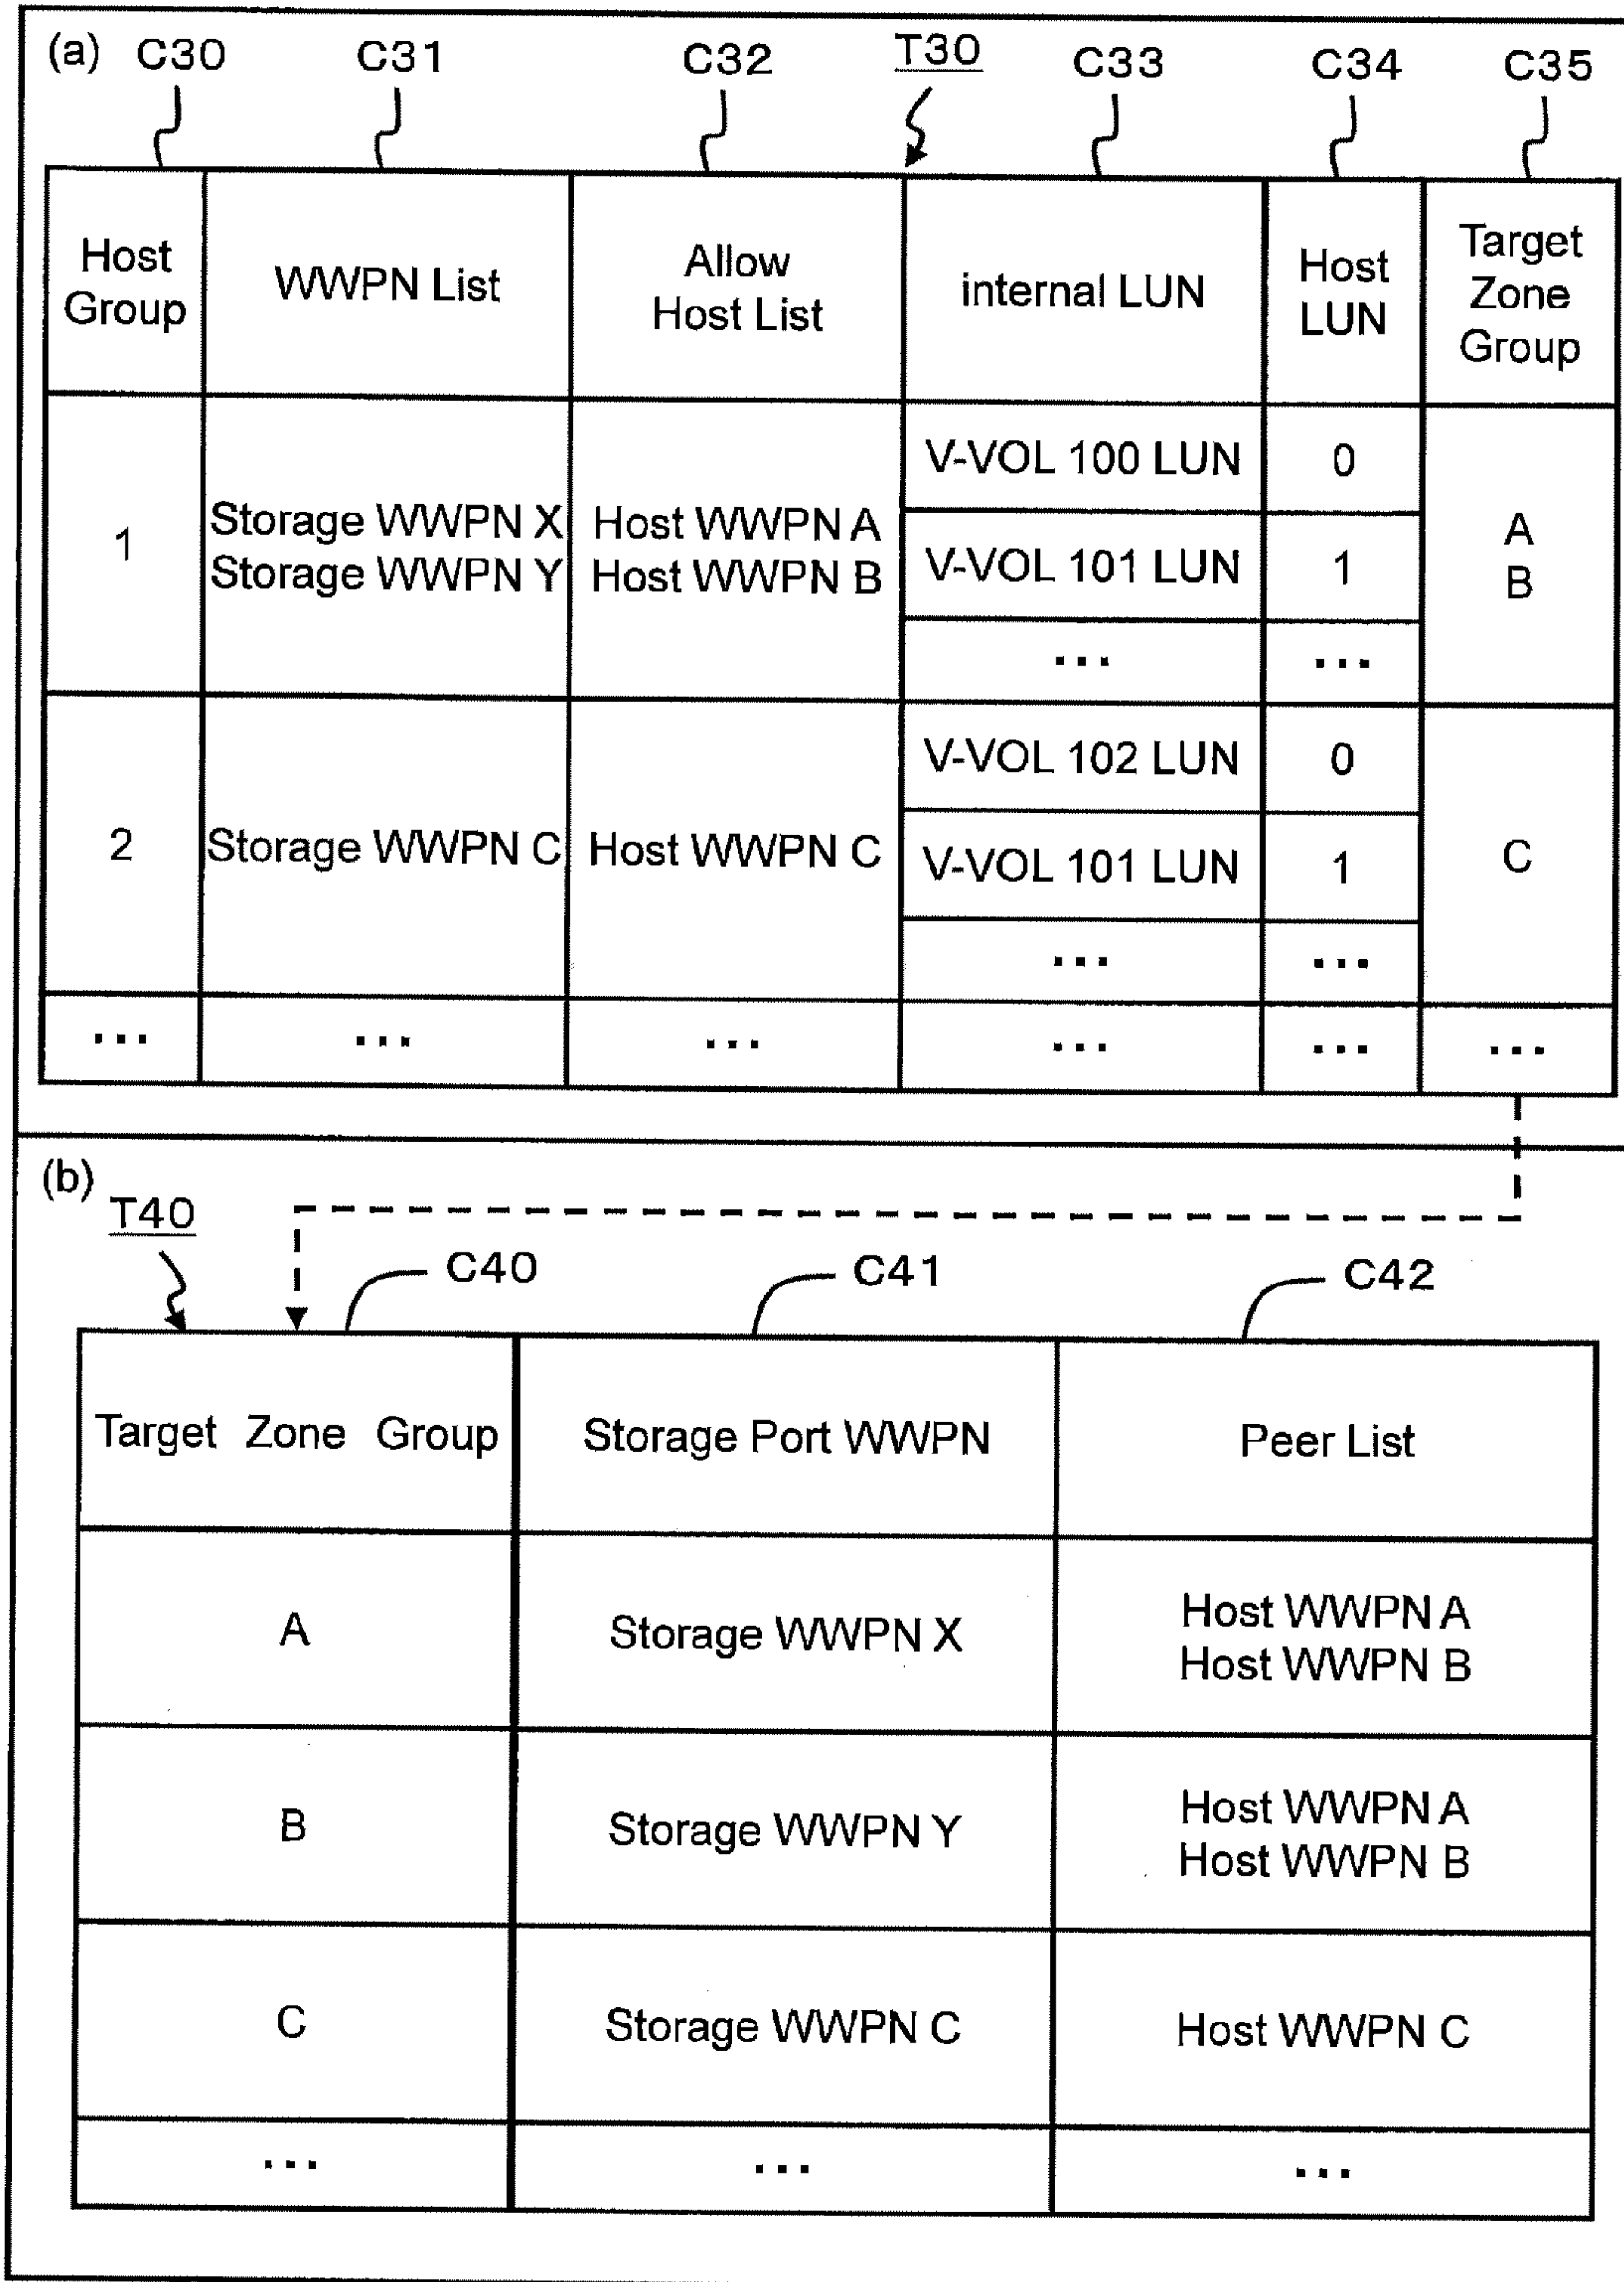 (a) C30 C31 C32 T30 C33 C34 C35
Host
Group
WWPN List
Allow
Host List
internal LUN
Host
LUN
Target
Zone
Group
1
Storage WWPN X
Storage WWPN Y
Host WWPN A
Host WWPN B
V-VOL 100 LUN 0
V-VOL 101 LUN 1
... ...
A
B
2
Storage WWPN C
Host WWPN C
V-VOL 102 LUN 0
V-VOL 101 LUN 1
... ...
C
... ... ... ... ... ...
(b)
T40
C40 C41 C42
Target Zone Group Storage Port WWPN Peer List
A
Storage WWPN X
Host WWPN A
Host WWPN B
B
Storage WWPN Y
Host WWPN A
Host WWPN B
C
Storage WWPN C
Host WWPN C
... ... ...